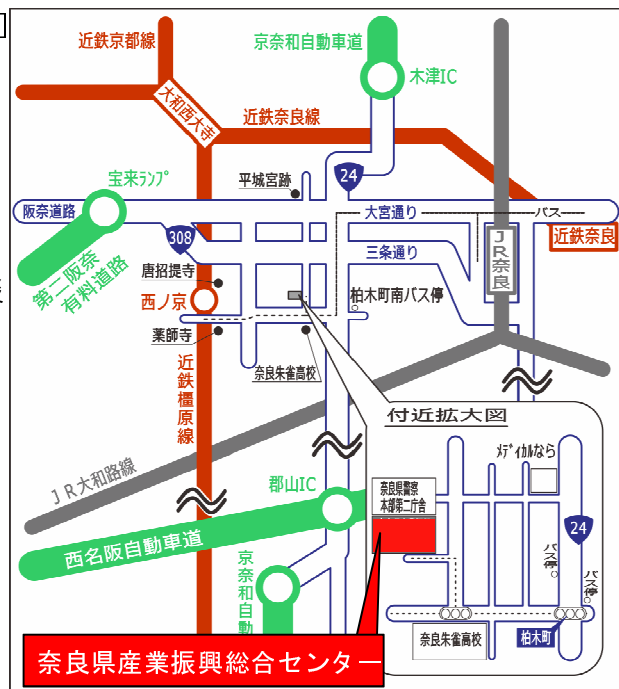 近鉄京都線
京奈和自動車道
木津IC
大和西大寺
近鉄奈良線
宝来ランプ
平城宮跡
24
阪奈道路
大宮通り
バス
308
近鉄奈良
三条通り
JR奈良
第二阪奈
有料道路
唐招提寺
西ノ京
柏木町南バス停
薬師寺
奈良朱雀高校
近鉄橿原線
付近拡大図
JR大和路線
メディカルなら
郡山IC
奈良県警察
本部第二庁舎
24
西名阪自動車道
バス停
バス停
京奈和自動
奈良朱雀高校
柏木町
奈良県産業振興総合センター